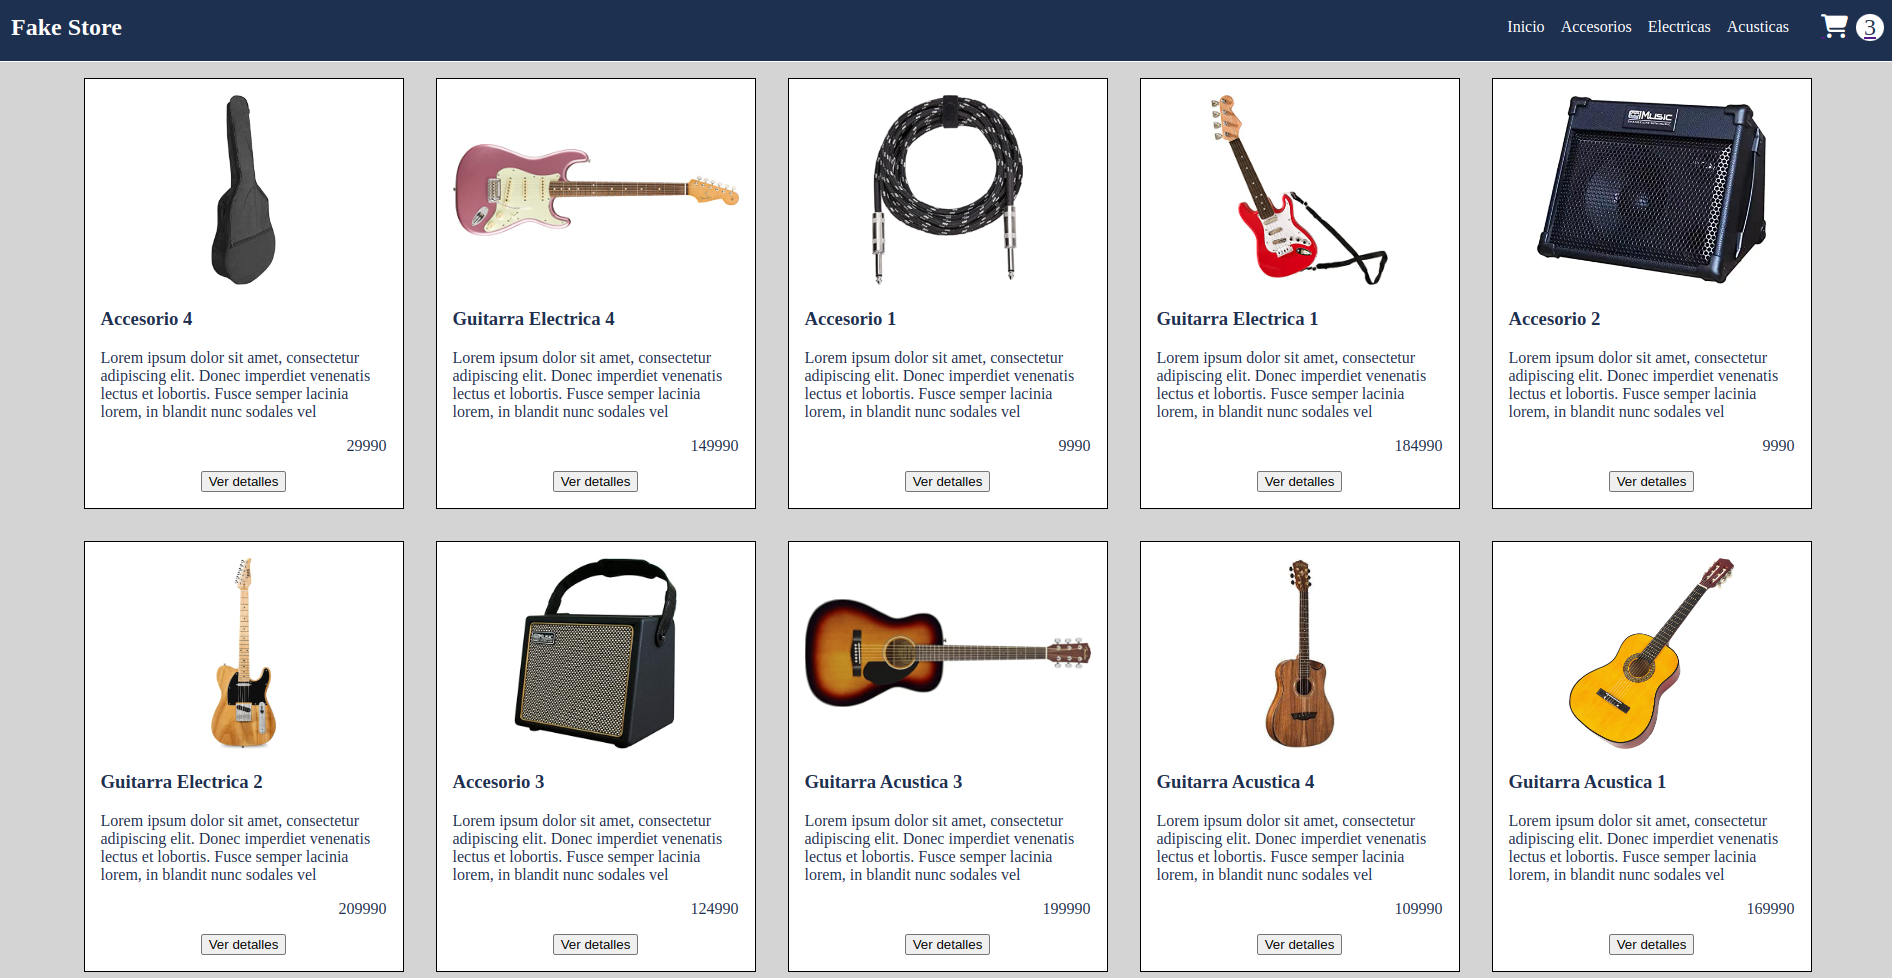 Fake Store
Inicio Accesorios Electricas Acusticas 3
Music
Accesorio 4
Lorem ipsum dolor sit amet, consectetur
adipiscing elit. Donec imperdiet venenatis
lectus et lobortis. Fusce semper lacinia
lorem, in blandit nunc sodales vel
29990
Ver detalles
Guitarra Electrica 4
Lorem ipsum dolor sit amet, consectetur
adipiscing elit. Donec imperdiet venenatis
lectus et lobortis. Fusce semper lacinia
lorem, in blandit nunc sodales vel
149990
Ver detalles
Accesorio 1
Lorem ipsum dolor sit amet, consectetur
adipiscing elit. Donec imperdiet venenatis
lectus et lobortis. Fusce semper lacinia
lorem, in blandit nunc sodales vel
9990
Ver detalles
Guitarra Electrica 1
Lorem ipsum dolor sit amet, consectetur
adipiscing elit. Donec imperdiet venenatis
lectus et lobortis. Fusce semper lacinia
lorem, in blandit nunc sodales vel
184990
Ver detalles
Accesorio 2
Lorem ipsum dolor sit amet, consectetur
adipiscing elit. Donec imperdiet venenatis
lectus et lobortis. Fusce semper lacinia
lorem, in blandit nunc sodales vel
9990
Ver detalles
Guitarra Electrica 2
Lorem ipsum dolor sit amet, consectetur
adipiscing elit. Donec imperdiet venenatis
lectus et lobortis. Fusce semper lacinia
lorem, in blandit nunc sodales vel
209990
Ver detalles
Music
Accesorio 3
Lorem ipsum dolor sit amet, consectetur
adipiscing elit. Donec imperdiet venenatis
lectus et lobortis. Fusce semper lacinia
lorem, in blandit nunc sodales vel
124990
Ver detalles
Guitarra Acustica 3
Lorem ipsum dolor sit amet, consectetur
adipiscing elit. Donec imperdiet venenatis
lectus et lobortis. Fusce semper lacinia
lorem, in blandit nunc sodales vel
199990
Ver detalles
Guitarra Acustica 4
Lorem ipsum dolor sit amet, consectetur
adipiscing elit. Donec imperdiet venenatis
lectus et lobortis. Fusce semper lacinia
lorem, in blandit nunc sodales vel
109990
Ver detalles
Guitarra Acustica 1
Lorem ipsum dolor sit amet, consectetur
adipiscing elit. Donec imperdiet venenatis
lectus et lobortis. Fusce semper lacinia
lorem, in blandit nunc sodales vel
169990
Ver detalles